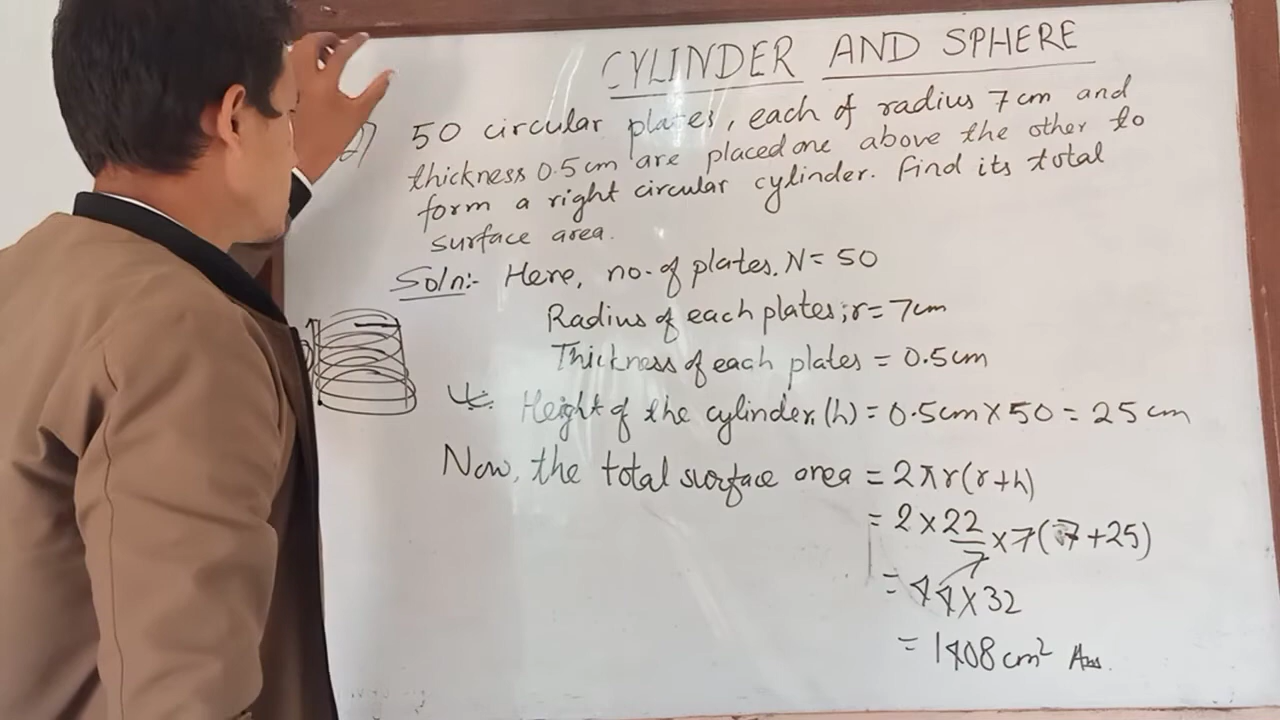 CYLINDER AND SPHERE
2) 50 circular plates, each of radius 7 cm and
thickness 0.5 cm are placed one above the other to
form a right circular cylinder. Find its total
surface area.
Soln:- Here, no. of plates, N = 50
Radius of each plates; r = 7cm
Thickness of each plates = 0.5cm
Height of the cylinder, (h) = 0.5cm × 50 = 25 cm
Now, the total surface area = 2πr(r+h)
= 2 × 22/7 × 7(7+25)
= 44 × 32
= 1408 cm² Ans.